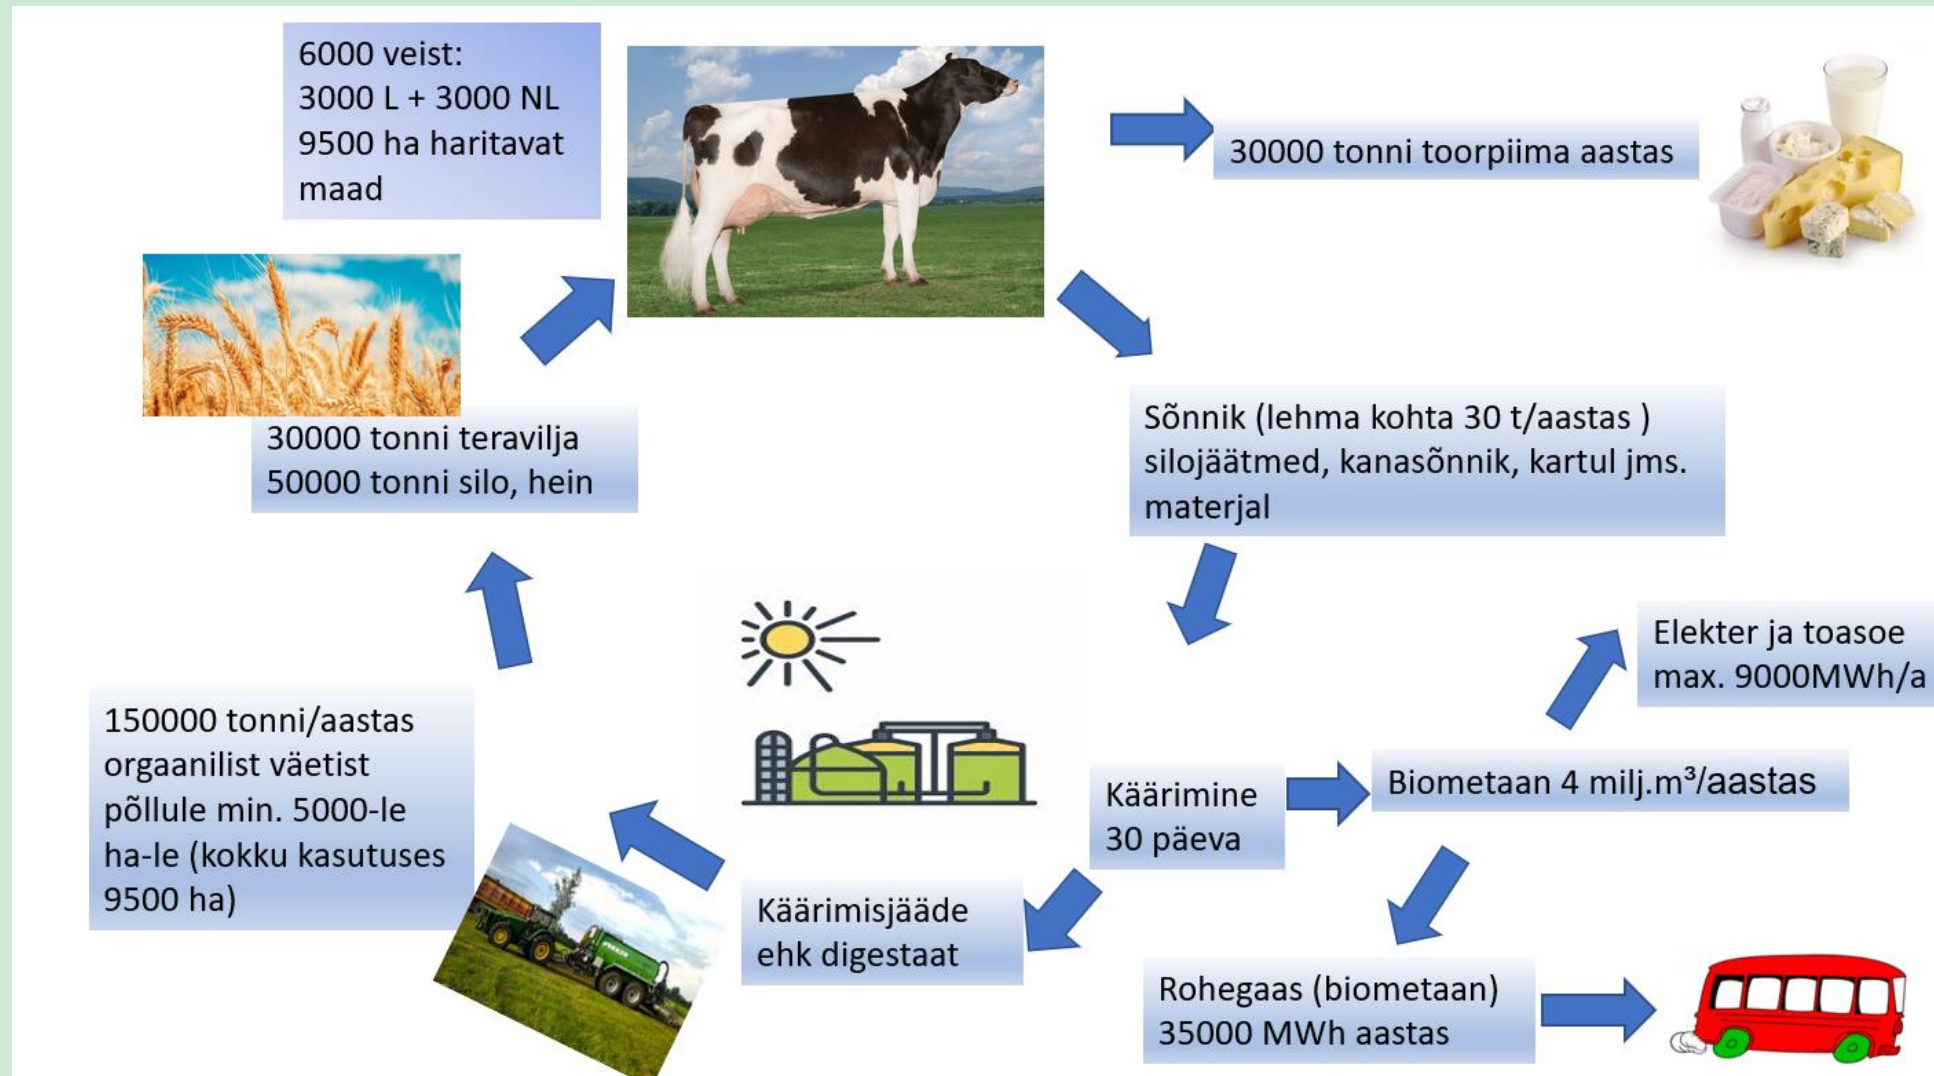 6000 veist:
3000 L + 3000 NL
9500 ha haritavat
maad
30000 tonni toorpiima aastas
30000 tonni teravilja
50000 tonni silo, hein
Sõnnik (lehma kohta 30 t/aastas )
silojäätmed, kanasõnnik, kartul jms.
materjal
Elekter ja toasoe
max. 9000MWh/a
150000 tonni/aastas
orgaanilist väetist
põllule min. 5000-le
ha-le (kokku kasutuses
9500 ha)
Käärimine
30 päeva
Biometaan 4 milj.m³/aastas
Käärimisjääde
ehk digestaat
Rohegaas (biometaan)
35000 MWh aastas